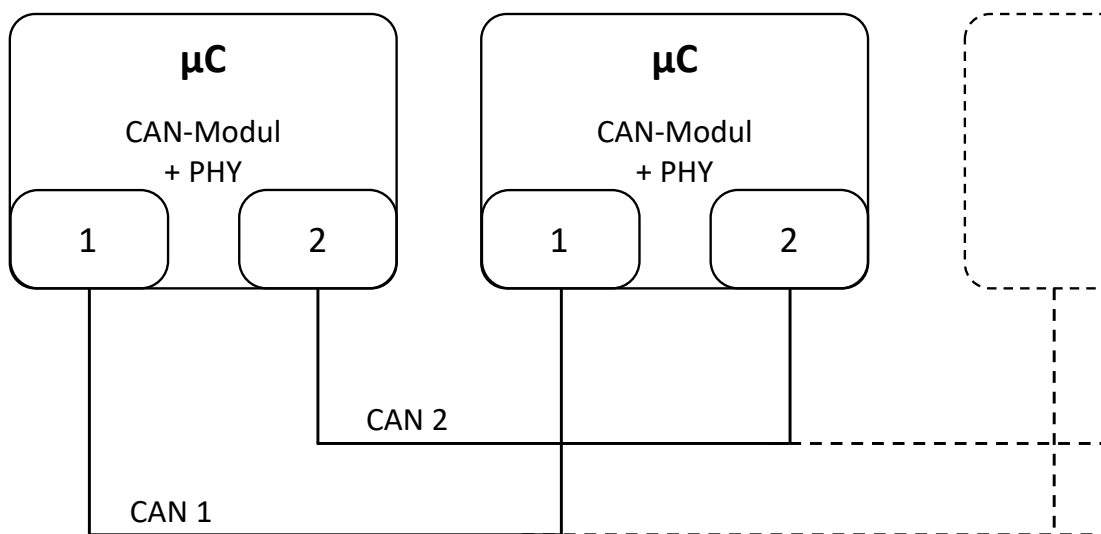 µC
CAN-Modul
+ PHY
1
2
µC
CAN-Modul
+ PHY
1
2
CAN 2
CAN 1